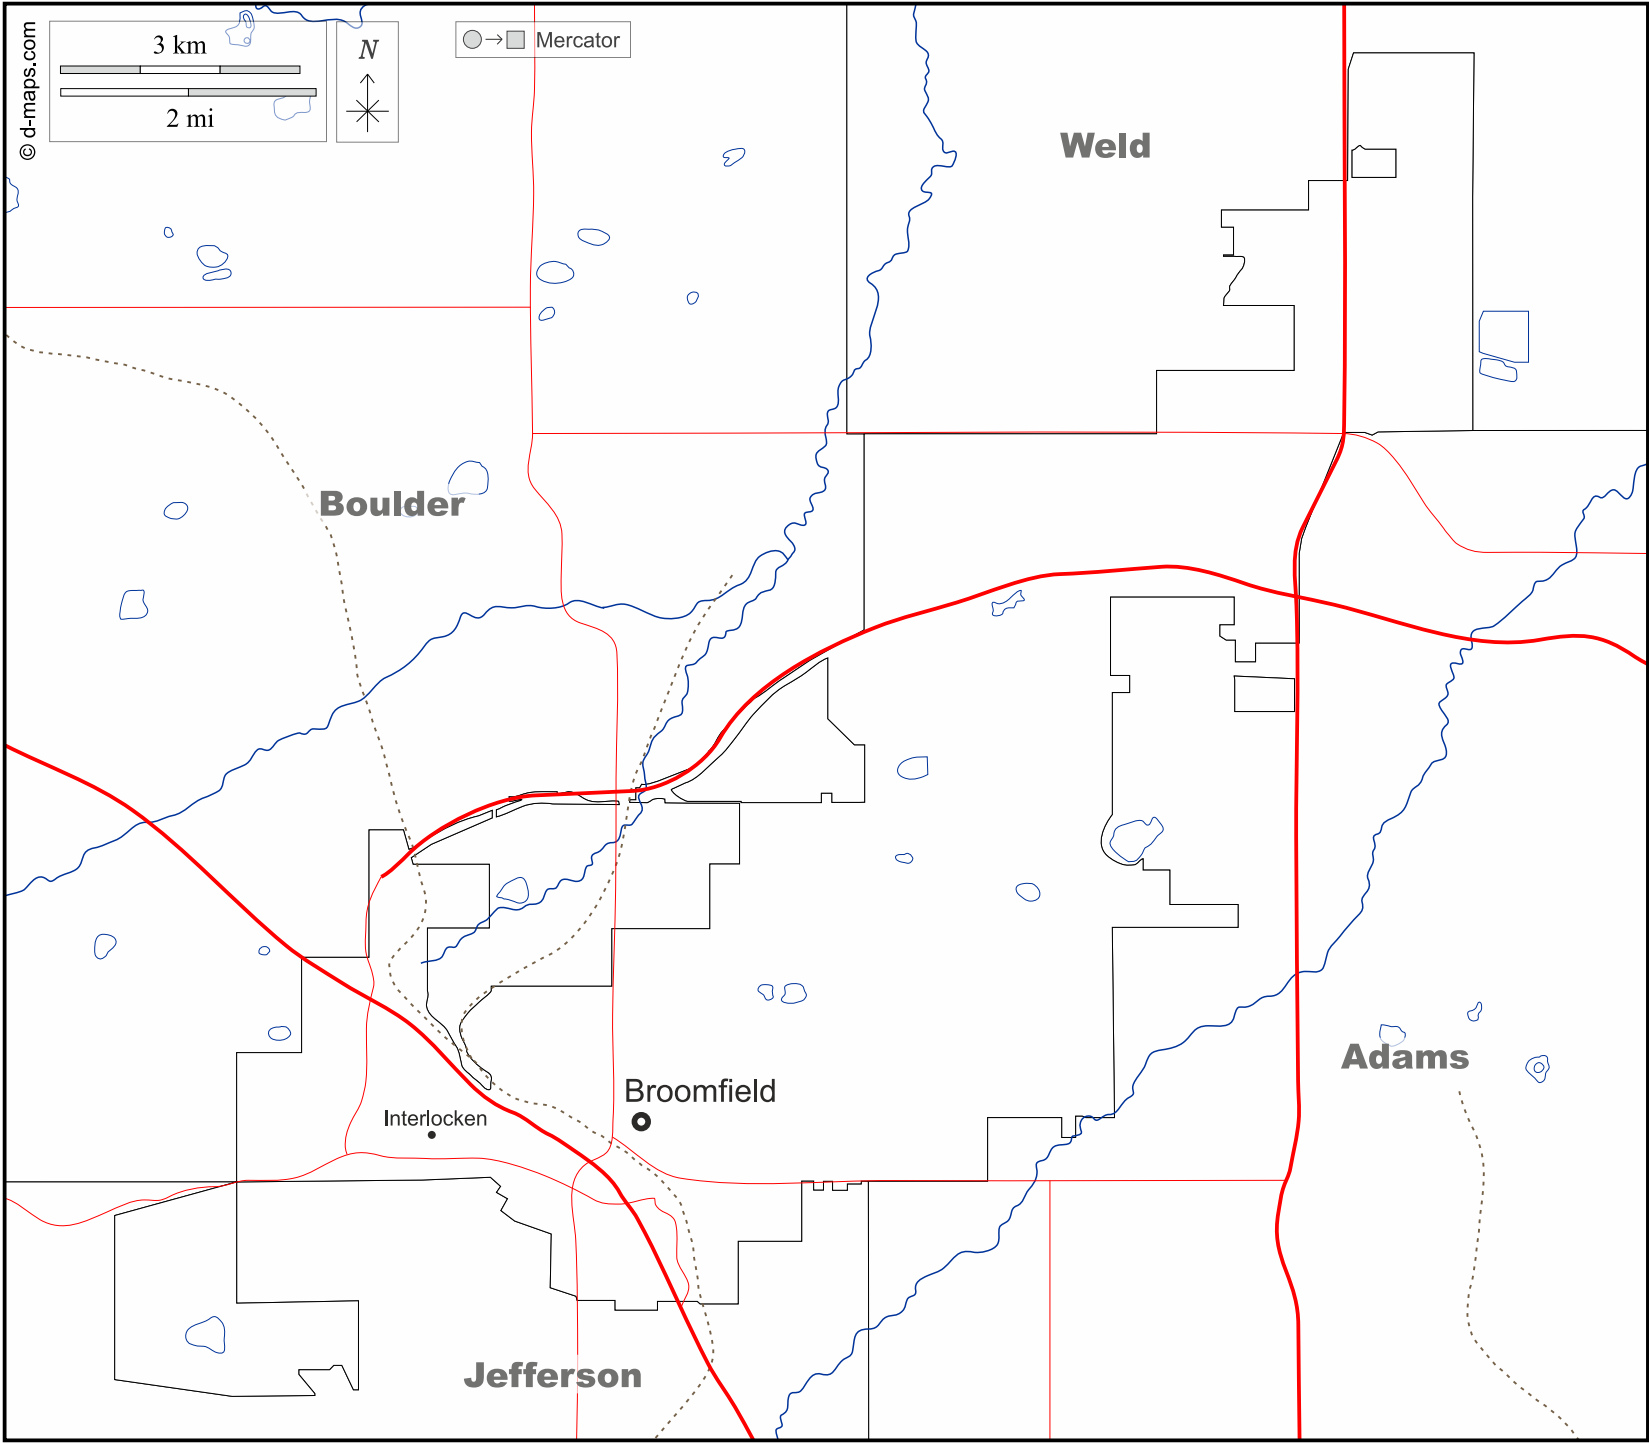 © d-maps.com
3 km
2 mi
N
Mercator
Weld
Boulder
Adams
Broomfield
Interlocken
Jefferson